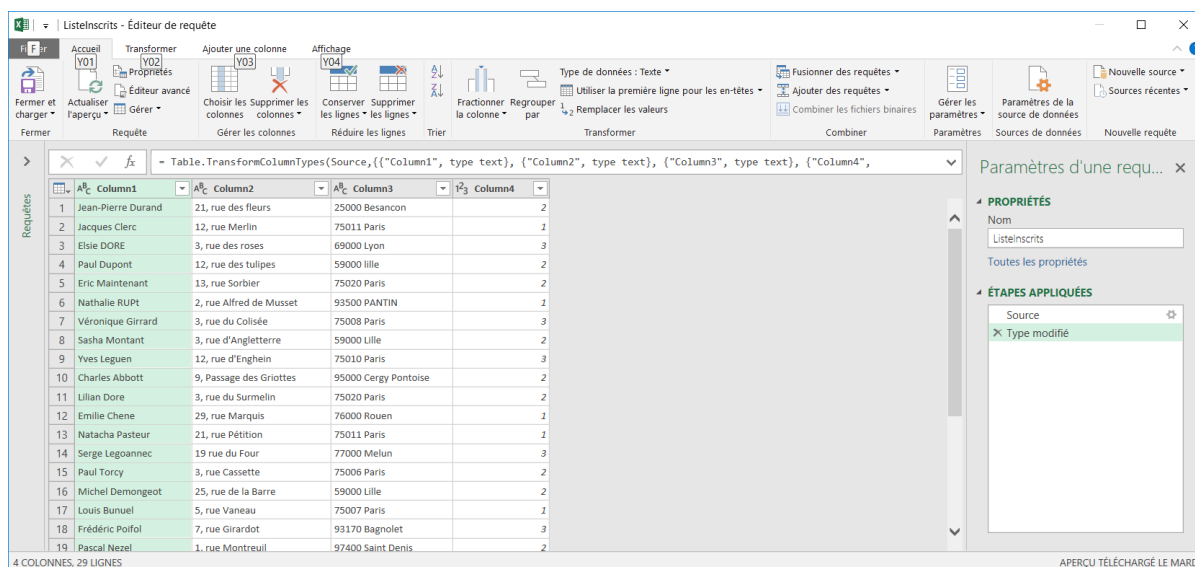 ListeInscrits - Éditeur de requête
F Accueil Transformer Ajouter une colonne Affichage
Y01 Y02 Y03 Y04
Fermer et charger
Fermer
Actualiser l'aperçu
Propriétés
Éditeur avancé
Gérer
Requête
Choisir les colonnes
Supprimer les colonnes
Gérer les colonnes
Conserver les lignes
Supprimer les lignes
Réduire les lignes
Trier
Fractionner la colonne
Regrouper par
Type de données : Texte
Utiliser la première ligne pour les en-têtes
1 2 Remplacer les valeurs
Transformer
Fusionner des requêtes
Ajouter des requêtes
Combiner les fichiers binaires
Combiner
Gérer les paramètres
Paramètres
Paramètres de la source de données
Sources de données
Nouvelle source
Sources récentes
Nouvelle requête
Requêtes
fx = Table.TransformColumnTypes(Source,{{"Column1", type text}, {"Column2", type text}, {"Column3", type text}, {"Column4",
ABC Column1 ABC Column2 ABC Column3 123 Column4
1 Jean-Pierre Durand 21, rue des fleurs 25000 Besancon 2
2 Jacques Clerc 12, rue Merlin 75011 Paris 1
3 Elsie DORE 3, rue des roses 69000 Lyon 3
4 Paul Dupont 12, rue des tulipes 59000 lille 2
5 Eric Maintenant 13, rue Sorbier 75020 Paris 2
6 Nathalie RUPt 2, rue Alfred de Musset 93500 PANTIN 1
7 Véronique Girrard 3, rue du Colisée 75008 Paris 3
8 Sasha Montant 3, rue d'Angletterre 59000 Lille 2
9 Yves Leguen 12, rue d'Enghein 75010 Paris 3
10 Charles Abbott 9, Passage des Griottes 95000 Cergy Pontoise 2
11 Lilian Dore 3, rue du Surmelin 75020 Paris 2
12 Emilie Chene 29, rue Marquis 76000 Rouen 1
13 Natacha Pasteur 21, rue Pétition 75011 Paris 1
14 Serge Legoannec 19 rue du Four 77000 Melun 3
15 Paul Torcy 3, rue Cassette 75006 Paris 2
16 Michel Demongeot 25, rue de la Barre 59000 Lille 2
17 Louis Bunuel 5, rue Vaneau 75007 Paris 1
18 Frédéric Poifol 7, rue Girardot 93170 Bagnolet 3
19 Pascal Nezel 1, rue Montreuil 97400 Saint Denis 2
Paramètres d'une requ...
PROPRIÉTÉS
Nom
ListeInscrits
Toutes les propriétés
ÉTAPES APPLIQUÉES
Source
Type modifié
4 COLONNES, 29 LIGNES
APERÇU TÉLÉCHARGÉ LE MARD